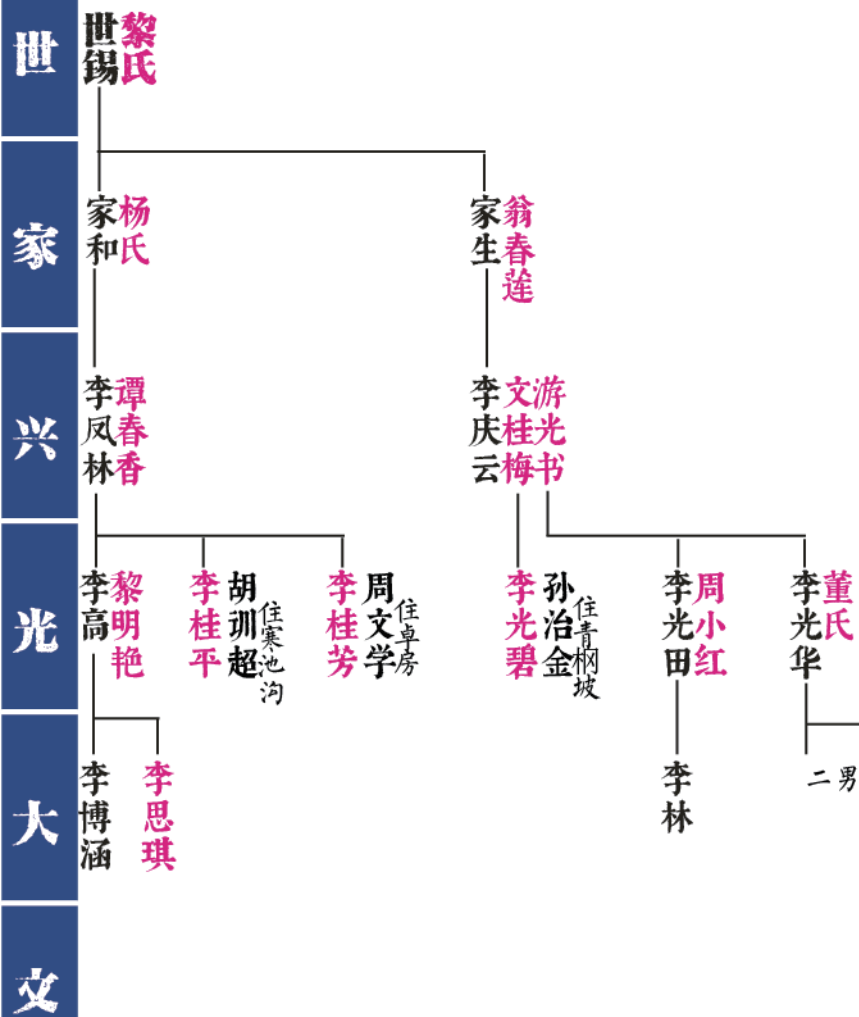 世
世锡
黎氏
家
家和
杨氏
家生
翁春莲
兴
李凤林
谭春香
李庆云
文桂梅
游光书
光
李高
黎明艳
李桂平
胡训超
住寒池沟
李桂芳
周文学
住卓房
李光碧
孙治金
住青㭎坡
李光田
周小红
李光华
董氏
大
李博涵
李思琪
李林
二男
文